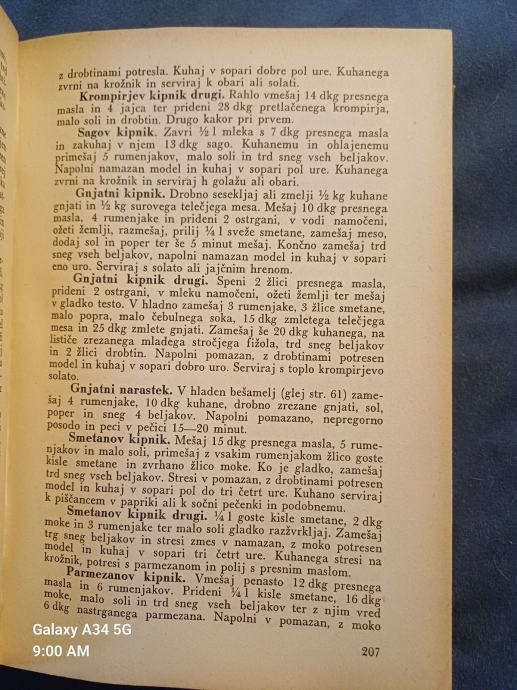 z drobtinami potresla. Kuhaj v sopari dobre pol ure. Kuhanega
zvrni na krožnik in serviraj k obari ali solati.
Krompirjev kipnik drugi. Rahlo vmešaj 14 dkg presnega
masla in 4 jajca ter prideni 28 dkg pretlačenega krompirja,
malo soli in drobtin. Drugo kakor pri prvem.
Sagov kipnik. Zavri ½ l mleka s 7 dkg presnega masla
in zakuhaj v njem 13 dkg sago. Kuhanemu in ohlajenemu
primešaj 5 rumenjakov, malo soli in trd sneg vseh beljakov.
Napolni namazan model in kuhaj v sopari pol ure. Kuhanega
zvrni na krožnik in serviraj h golažu ali obari.
Gnjatni kipnik. Drobno sesekljaj ali zmelji ½ kg kuhane
gnjati in ½ kg surovega telečjega mesa. Mešaj 10 dkg presnega
masla, 4 rumenjake in prideni 2 ostrgani, v vodi namočeni,
ožeti žemlji, razmešaj, prilij ¼ l sveže smetane, zamešaj meso,
dodaj sol in poper ter še 5 minut mešaj. Končno zamešaj trd
sneg vseh beljakov, napolni namazan model in kuhaj v sopari
eno uro. Serviraj s solato ali jajčnim hrenom.
Gnjatni kipnik drugi. Speni 2 žlici presnega masla,
prideni 2 ostrgani, v mleku namočeni, ožeti žemlji ter mešaj
v gladko testo. V hladno zamešaj 3 rumenjake, 3 žlice smetane,
malo popra, malo čebulnega soka, 15 dkg zmletega telečjega
mesa in 25 dkg zmlete gnjati. Zamešaj še 20 dkg kuhanega, na
lističe zrezanega mladega stročjega fižola, trd sneg beljakov
in 2 žlici drobtin. Napolni pomazan, z drobtinami potresen
model in kuhaj v sopari dobro uro. Serviraj s toplo krompirjevo
solato.
Gnjatni narastek. V hladen bešamelj (glej str. 61) zame-
šaj 4 rumenjake, 10 dkg kuhane, drobno zrezane gnjati, sol,
poper in sneg 4 beljakov. Napolni pomazano, nepregorno
posodo in peci v pečici 15—20 minut.
Smetanov kipnik. Mešaj 15 dkg presnega masla, 5 rume-
njakov in malo soli, primešaj z vsakim rumenjakom žlico goste
kisle smetane in zvrhano žlico moke. Ko je gladko, zamešaj
trd sneg vseh beljakov. Stresi v pomazan, z drobtinami potresen
model in kuhaj v sopari pol do tri četrt ure. Kuhano serviraj
k piščancem v papriki ali k sočni pečenki in podobnemu.
Smetanov kipnik drugi. ¼ l goste kisle smetane, 2 dkg
moke in 3 rumenjake ter malo soli gladko razžvrkljaj. Zamešaj
trg sneg beljakov in stresi zmes v namazan, z moko potresen
model in kuhaj v sopari tri četrt ure. Kuhanega stresi na
krožnik, potresi s parmezanom in polij s presnim maslom.
Parmezanov kipnik. Vmešaj penasto 12 dkg presnega
masla in 6 rumenjakov. Prideni ¼ l kisle smetane, 16 dkg
moke, malo soli in trd sneg vseh beljakov ter z njim vred
6 dkg nastrganega parmezana. Napolni v pomazan, z moko
207
Galaxy A34 5G
9:00 AM